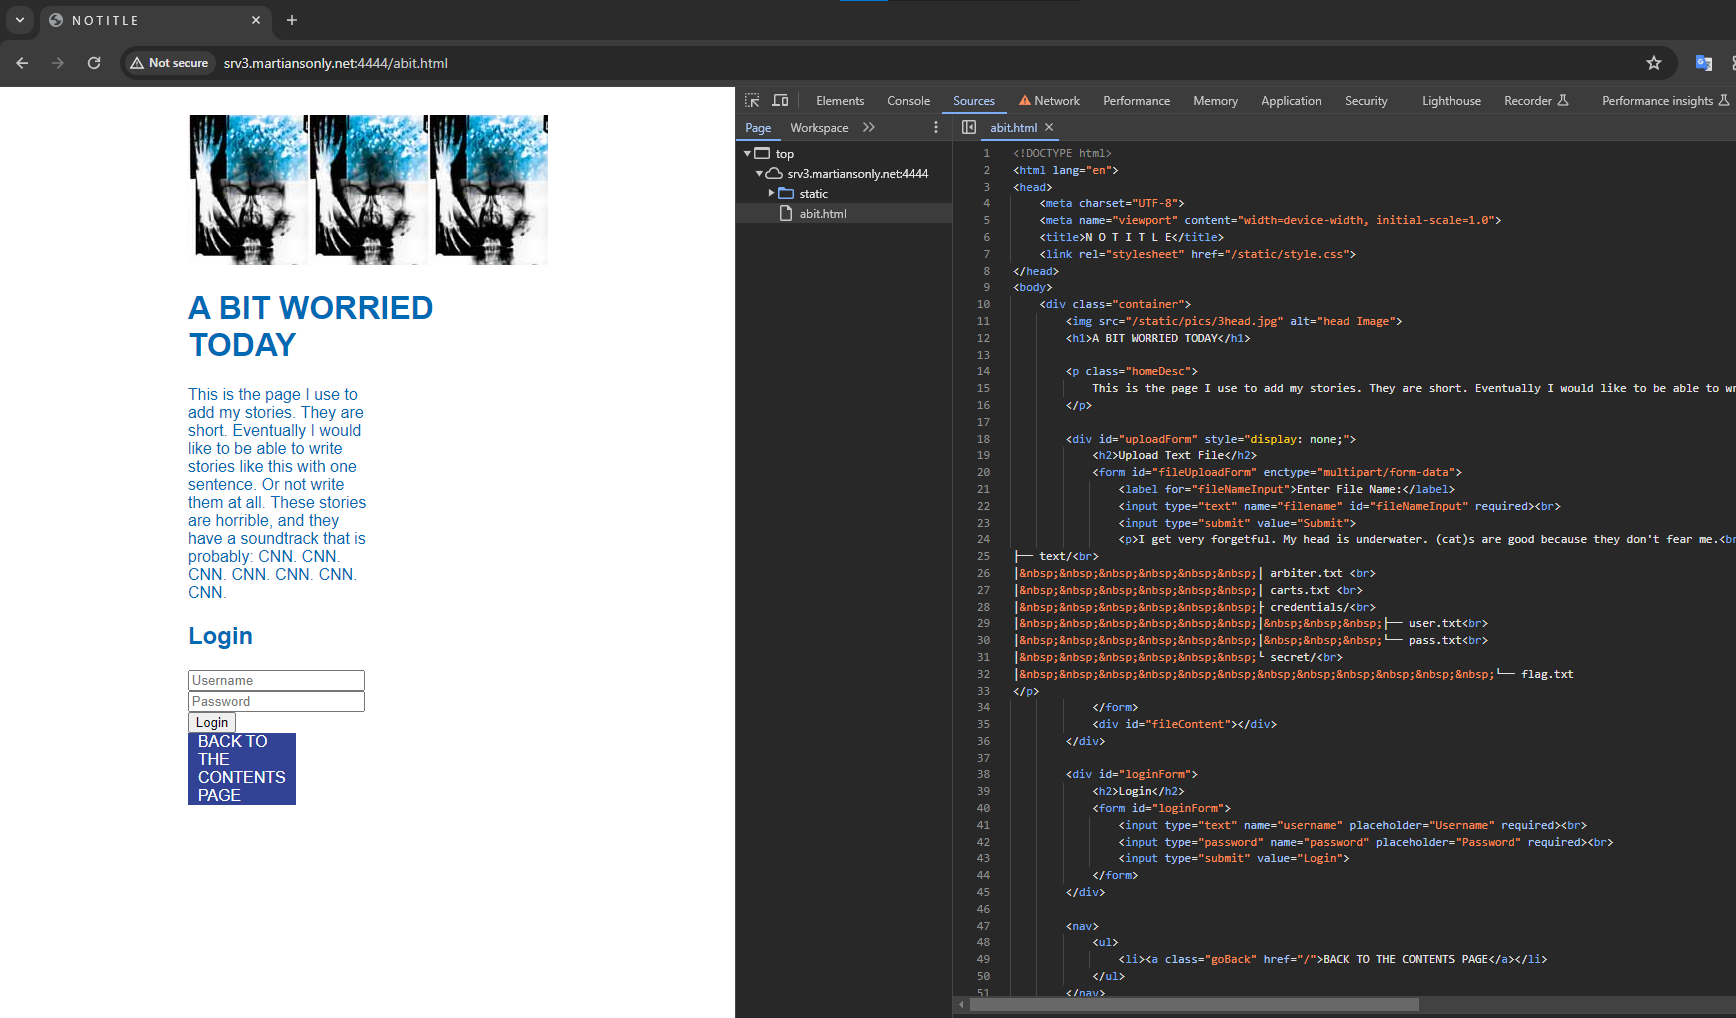 N O T I T L E
Not secure
srv3.martiansonly.net:4444/abit.html
A BIT WORRIED
TODAY
This is the page I use to
add my stories. They are
short. Eventually I would
like to be able to write
stories like this with one
sentence. Or not write
them at all. These stories
are horrible, and they
have a soundtrack that is
probably: CNN. CNN.
CNN. CNN. CNN. CNN.
CNN.
Login
Username
Password
Login
BACK TO
THE
CONTENTS
PAGE
Elements Console Sources Network Performance Memory Application Security Lighthouse Recorder Performance insights
Page Workspace
abit.html
top
srv3.martiansonly.net:4444
static
abit.html
1 <!DOCTYPE html>
2 <html lang="en">
3 <head>
4 <meta charset="UTF-8">
5 <meta name="viewport" content="width=device-width, initial-scale=1.0">
6 <title>N O T I T L E</title>
7 <link rel="stylesheet" href="/static/style.css">
8 </head>
9 <body>
10 <div class="container">
11 <img src="/static/pics/3head.jpg" alt="head Image">
12 <h1>A BIT WORRIED TODAY</h1>
13
14 <p class="homeDesc">
15 This is the page I use to add my stories. They are short. Eventually I would like to be able to wr
16 </p>
17
18 <div id="uploadForm" style="display: none;">
19 <h2>Upload Text File</h2>
20 <form id="fileUploadForm" enctype="multipart/form-data">
21 <label for="fileNameInput">Enter File Name:</label>
22 <input type="text" name="filename" id="fileNameInput" required><br>
23 <input type="submit" value="Submit">
24 <p>I get very forgetful. My head is underwater. (cat)s are good because they don't fear me.<br
25 ├── text/<br>
26 |&nbsp;&nbsp;&nbsp;&nbsp;&nbsp;&nbsp;| arbiter.txt <br>
27 |&nbsp;&nbsp;&nbsp;&nbsp;&nbsp;&nbsp;| carts.txt <br>
28 |&nbsp;&nbsp;&nbsp;&nbsp;&nbsp;&nbsp;├ credentials/<br>
29 |&nbsp;&nbsp;&nbsp;&nbsp;&nbsp;&nbsp;|&nbsp;&nbsp;&nbsp;├── user.txt<br>
30 |&nbsp;&nbsp;&nbsp;&nbsp;&nbsp;&nbsp;|&nbsp;&nbsp;&nbsp;└── pass.txt<br>
31 |&nbsp;&nbsp;&nbsp;&nbsp;&nbsp;&nbsp;└ secret/<br>
32 |&nbsp;&nbsp;&nbsp;&nbsp;&nbsp;&nbsp;&nbsp;&nbsp;&nbsp;&nbsp;&nbsp;&nbsp;└── flag.txt
33 </p>
34 </form>
35 <div id="fileContent"></div>
36 </div>
37
38 <div id="loginForm">
39 <h2>Login</h2>
40 <form id="loginForm">
41 <input type="text" name="username" placeholder="Username" required><br>
42 <input type="password" name="password" placeholder="Password" required><br>
43 <input type="submit" value="Login">
44 </form>
45 </div>
46
47 <nav>
48 <ul>
49 <li><a class="goBack" href="/">BACK TO THE CONTENTS PAGE</a></li>
50 </ul>
51 </nav>